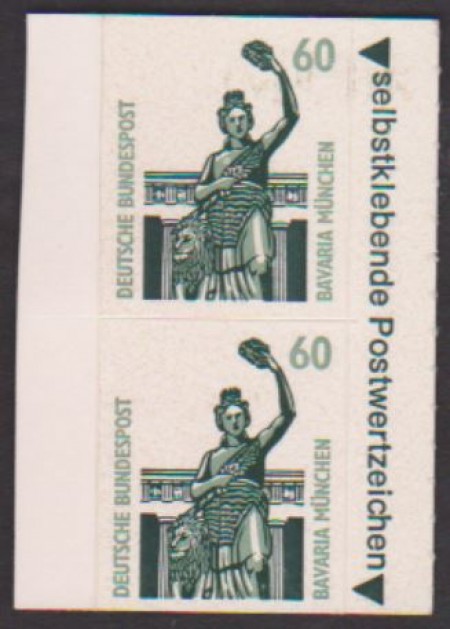 60
DEUTSCHE BUNDESPOST
BAVARIA MÜNCHEN
60
DEUTSCHE BUNDESPOST
BAVARIA MÜNCHEN
selbstklebende Postwertzeichen